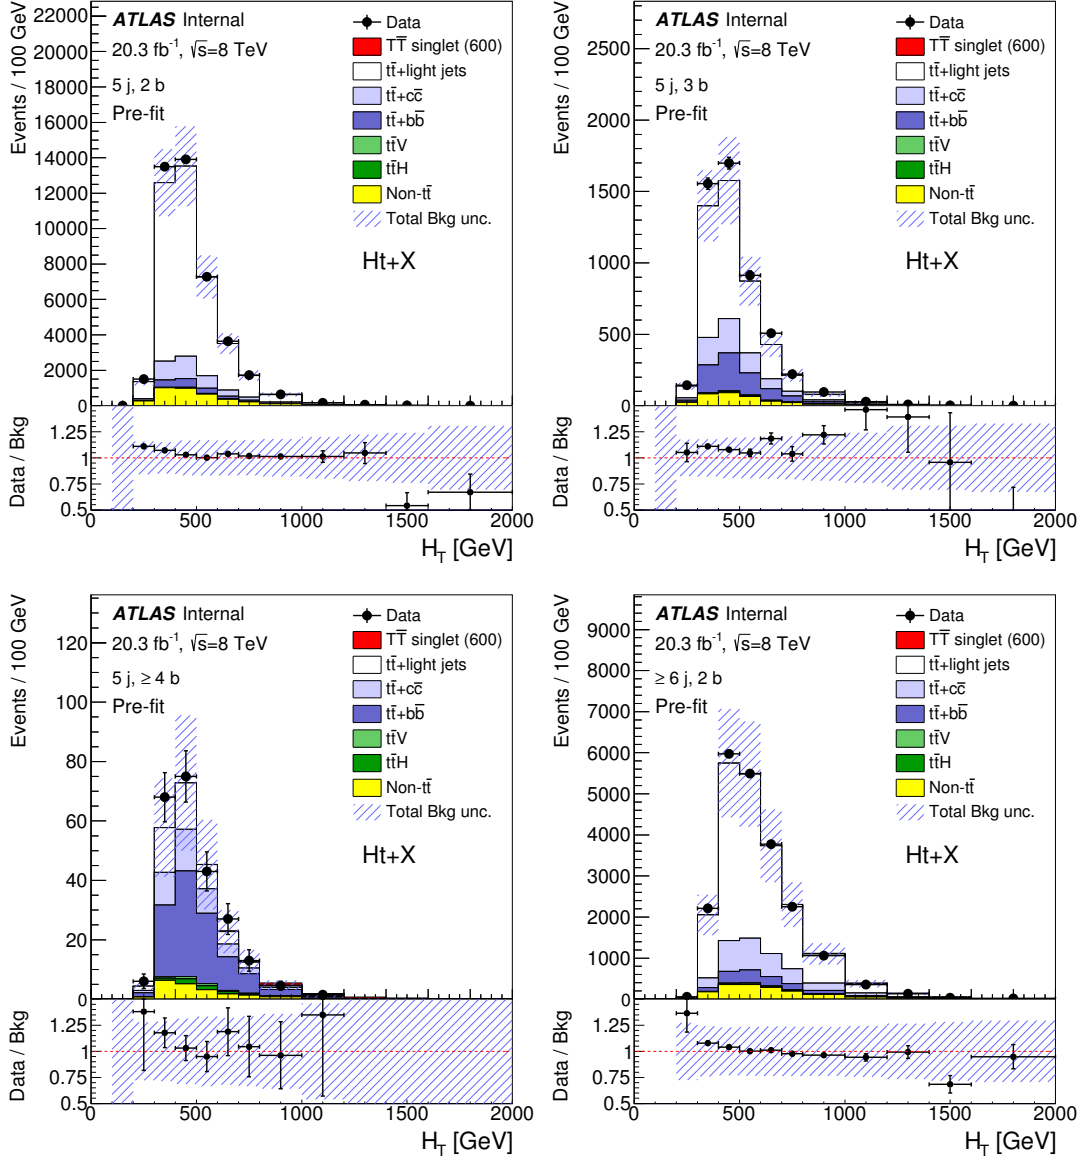 Events / 100 GeV
22000
20000
18000
16000
14000
12000
10000
8000
6000
4000
2000
0
ATLAS Internal
20.3 fb⁻¹, √s=8 TeV
5 j, 2 b
Pre-fit
Data
TT̅ singlet (600)
tt̅+light jets
tt̅+cc̅
tt̅+bb̅
tt̅V
tt̅H
Non-tt̅
Total Bkg unc.
Ht+X
Data / Bkg
1.25
1
0.75
0.5
0 500 1000 1500 2000
H_T [GeV]
Events / 100 GeV
2500
2000
1500
1000
500
0
ATLAS Internal
20.3 fb⁻¹, √s=8 TeV
5 j, 3 b
Pre-fit
Data
TT̅ singlet (600)
tt̅+light jets
tt̅+cc̅
tt̅+bb̅
tt̅V
tt̅H
Non-tt̅
Total Bkg unc.
Ht+X
Data / Bkg
1.25
1
0.75
0.5
0 500 1000 1500 2000
H_T [GeV]
Events / 100 GeV
120
100
80
60
40
20
0
ATLAS Internal
20.3 fb⁻¹, √s=8 TeV
5 j, ≥ 4 b
Pre-fit
Data
TT̅ singlet (600)
tt̅+light jets
tt̅+cc̅
tt̅+bb̅
tt̅V
tt̅H
Non-tt̅
Total Bkg unc.
Ht+X
Data / Bkg
1.25
1
0.75
0.5
0 500 1000 1500 2000
H_T [GeV]
Events / 100 GeV
9000
8000
7000
6000
5000
4000
3000
2000
1000
0
ATLAS Internal
20.3 fb⁻¹, √s=8 TeV
≥ 6 j, 2 b
Pre-fit
Data
TT̅ singlet (600)
tt̅+light jets
tt̅+cc̅
tt̅+bb̅
tt̅V
tt̅H
Non-tt̅
Total Bkg unc.
Ht+X
Data / Bkg
1.25
1
0.75
0.5
0 500 1000 1500 2000
H_T [GeV]